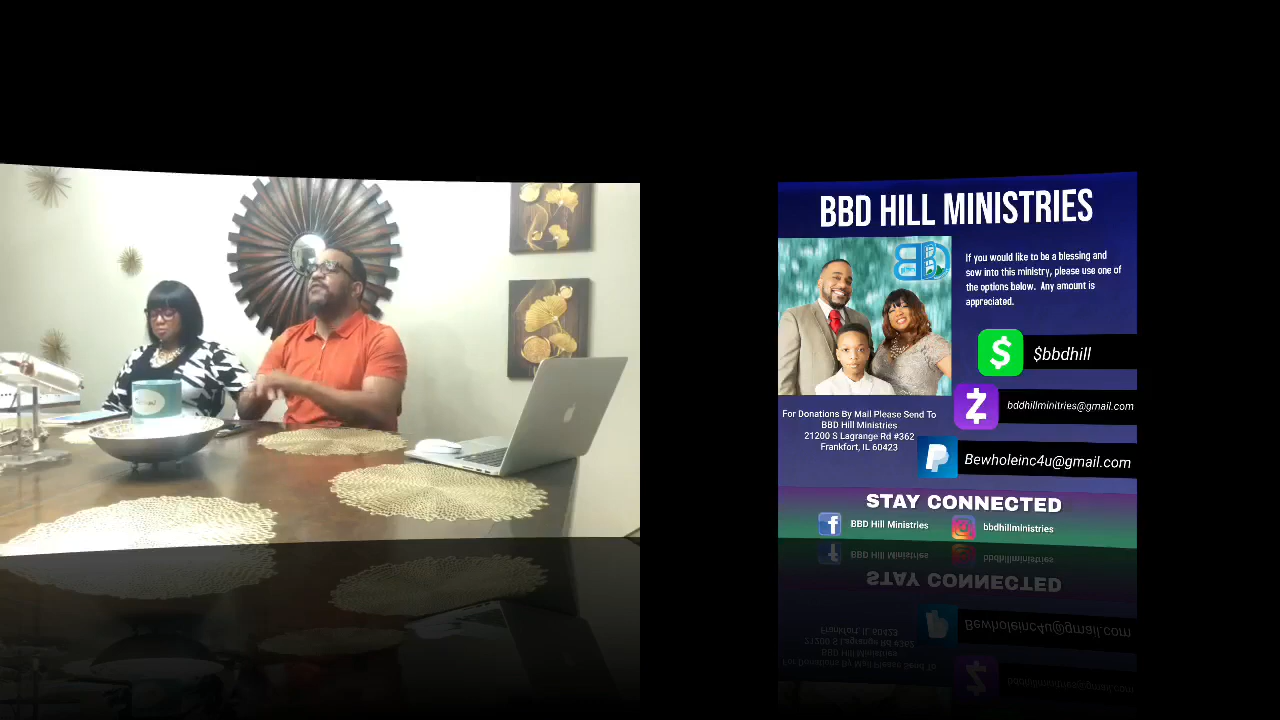 BBD HILL MINISTRIES
BD
If you would like to be a blessing and
sow into this ministry, please use one of
the options below. Any amount is
appreciated.
$bbdhill
bddhillminitries@gmail.com
Bewholeinc4u@gmail.com
For Donations By Mail Please Send To
BBD Hill Ministries
21200 S Lagrange Rd #362
Frankfort, IL 60423
STAY CONNECTED
BBD Hill Ministries
bbdhillministries